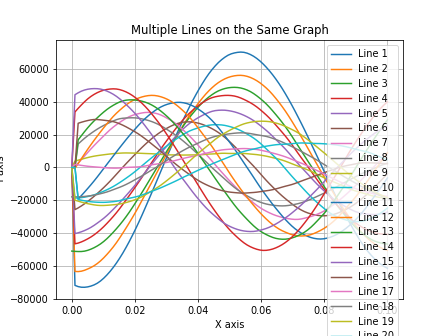 Multiple Lines on the Same Graph
80000
60000
40000
20000
0
−20000
−40000
−60000
−80000
0.00
0.02
0.04
0.06
0.08
X axis
Line 1
Line 2
Line 3
Line 4
Line 5
Line 6
Line 7
Line 8
Line 9
Line 10
Line 11
Line 12
Line 13
Line 14
Line 15
Line 16
Line 17
Line 18
Line 19